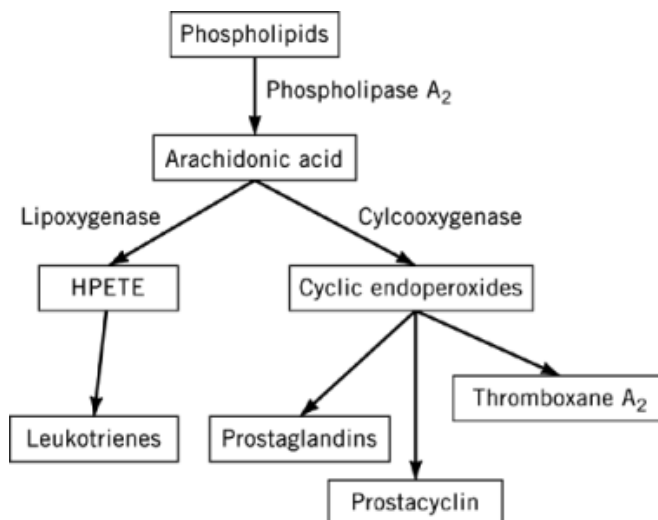 Phospholipids
Phospholipase A₂
Arachidonic acid
Lipoxygenase
Cylcooxygenase
HPETE
Cyclic endoperoxides
Thromboxane A₂
Leukotrienes
Prostaglandins
Prostacyclin